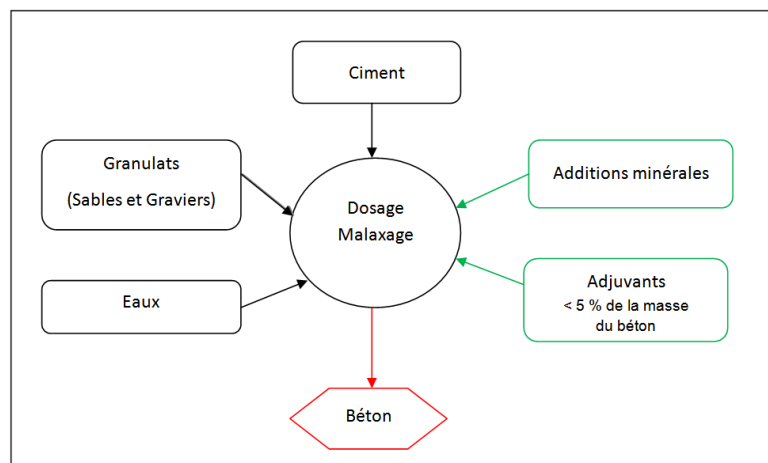 Ciment
Granulats
(Sables et Graviers)
Additions minérales
Dosage
Malaxage
Eaux
Adjuvants
< 5 % de la masse
du béton
Béton